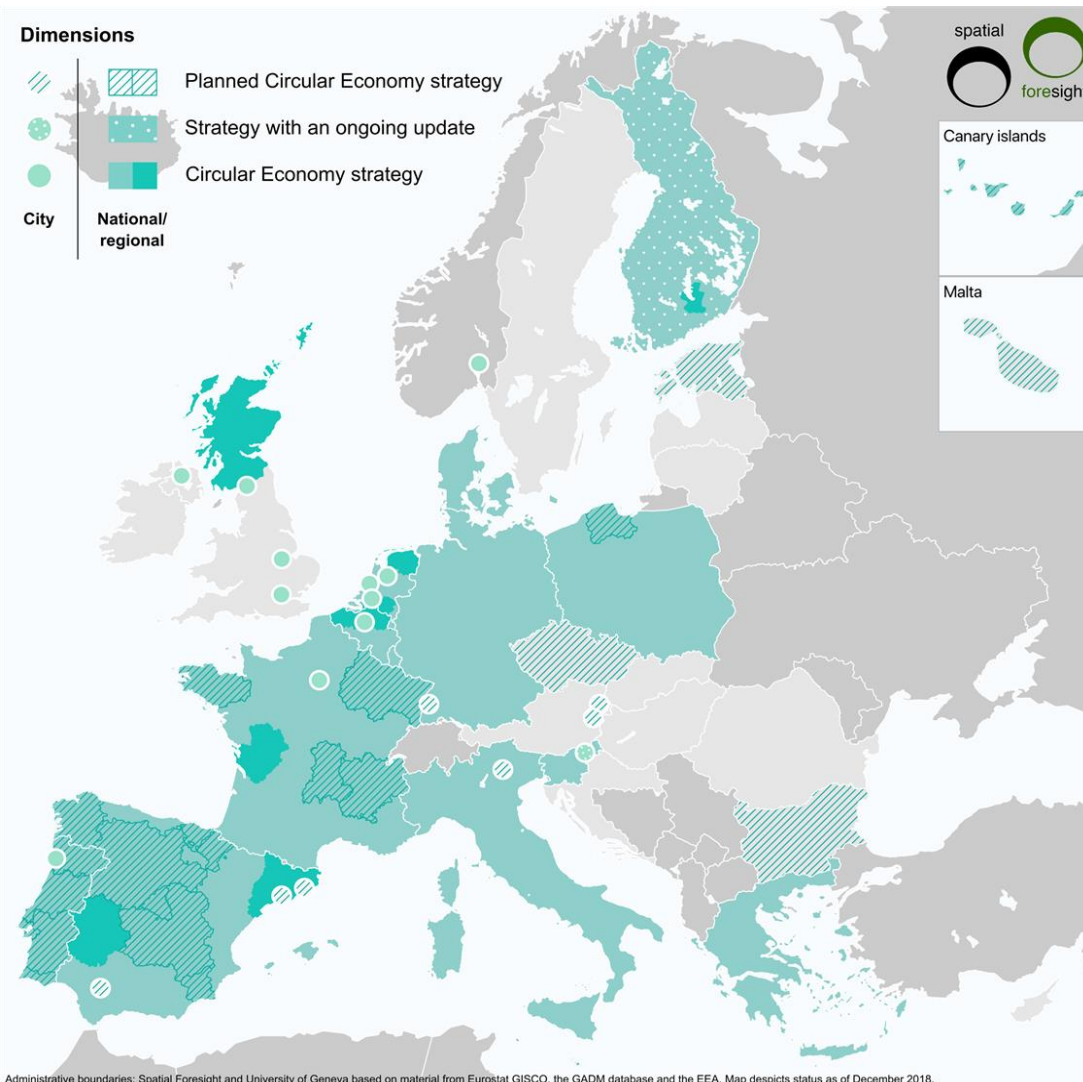 Dimensions
Planned Circular Economy strategy
Strategy with an ongoing update
Circular Economy strategy
City
National/
regional
spatial
foresight
Canary islands
Malta
Administrative boundaries: Spatial Foresight and University of Geneva based on material from Eurostat GISCO, the GADM database and the EEA. Map despicts status as of December 2018.